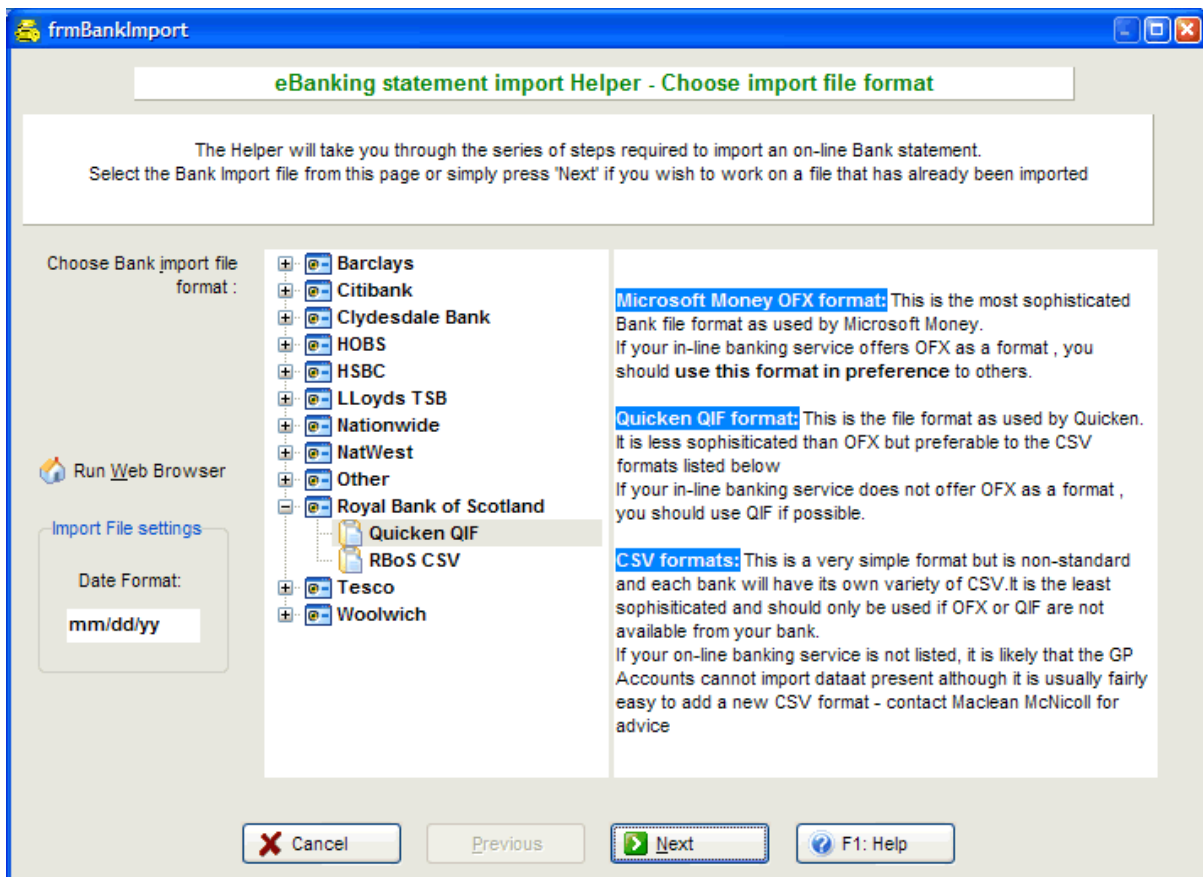 frmBankImport
eBanking statement import Helper - Choose import file format
The Helper will take you through the series of steps required to import an on-line Bank statement.
Select the Bank Import file from this page or simply press 'Next' if you wish to work on a file that has already been imported
Choose Bank import file
format :
Barclays
Citibank
Clydesdale Bank
HOBS
HSBC
LLoyds TSB
Nationwide
NatWest
Other
Royal Bank of Scotland
Quicken QIF
RBoS CSV
Tesco
Woolwich
Run Web Browser
Import File settings
Date Format:
mm/dd/yy
Microsoft Money OFX format: This is the most sophisticated
Bank file format as used by Microsoft Money.
If your in-line banking service offers OFX as a format , you
should use this format in preference to others.
Quicken QIF format: This is the file format as used by Quicken.
It is less sophisiticated than OFX but preferable to the CSV
formats listed below
If your in-line banking service does not offer OFX as a format ,
you should use QIF if possible.
CSV formats: This is a very simple format but is non-standard
and each bank will have its own variety of CSV.It is the least
sophisiticated and should only be used if OFX or QIF are not
available from your bank.
If your on-line banking service is not listed, it is likely that the GP
Accounts cannot import dataat present although it is usually fairly
easy to add a new CSV format - contact Maclean McNicoll for
advice
Cancel
Previous
Next
F1: Help